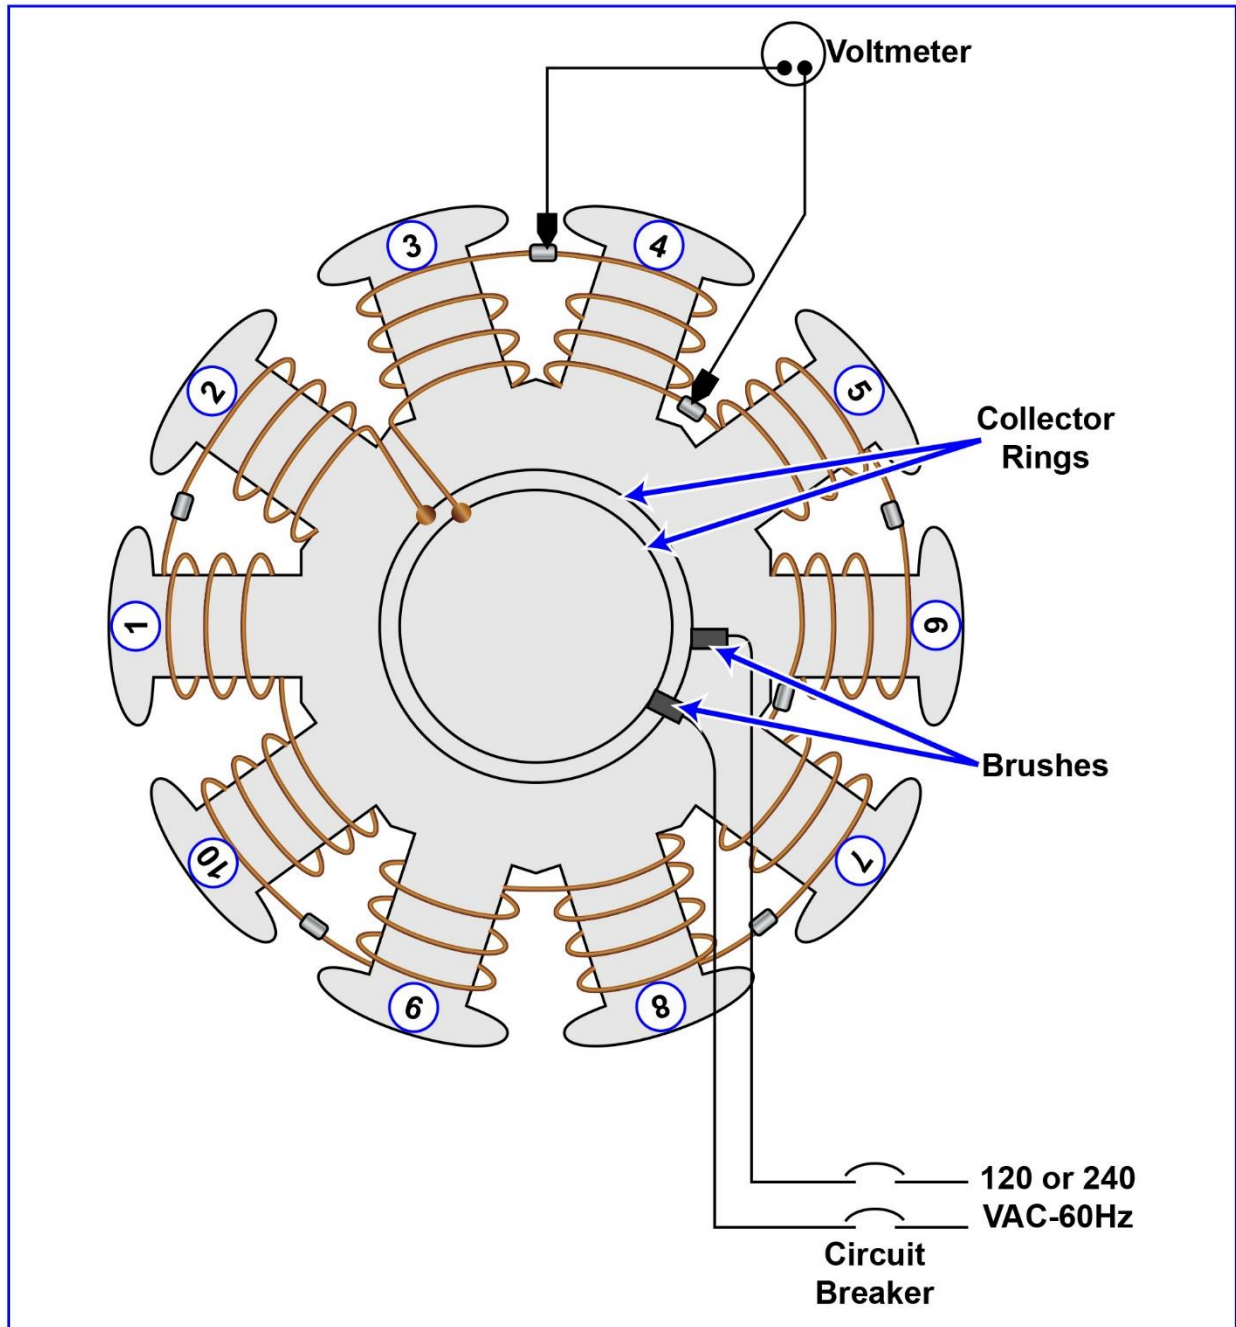 Voltmeter
3
4
2
5
Collector
Rings
1
6
Brushes
10
7
9
8
120 or 240
VAC-60Hz
Circuit
Breaker